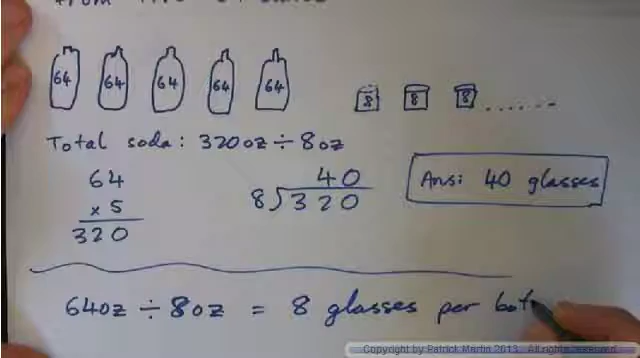 64 64 64 64 64
8 8 8
Total soda: 320oz ÷ 8oz
64
x 5
320
40
8)320
Ans: 40 glasses
64oz ÷ 8oz = 8 glasses per bot
Copyright by Patrick Martin 2013. All rights reserved